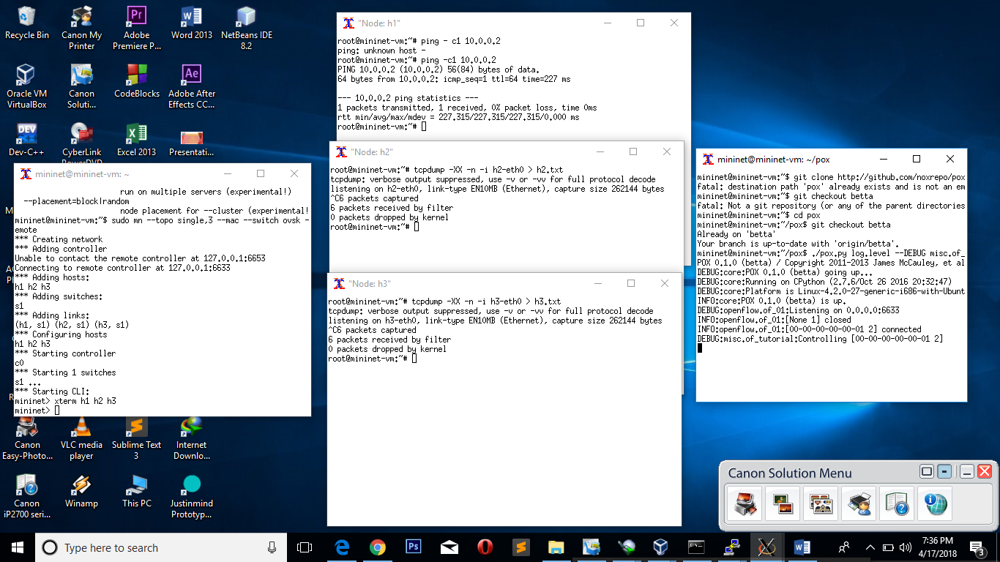 Recycle Bin
Canon My
Printer
Adobe
Premiere P...
Word 2013
NetBeans IDE
8.2
Oracle VM
VirtualBox
Canon
Soluti...
CodeBlocks
Adobe After
Effects CC...
Dev-C++
CyberLink
PowerDVD
Excel 2013
Presentati...
mininet@mininet-vm: ~
run on multiple servers (experimental!)
--placement=block|random
node placement for --cluster (experimental!
mininet@mininet-vm:~$ sudo mn --topo single,3 --mac --switch ovsk -
emote
*** Creating network
*** Adding controller
Unable to contact the remote controller at 127.0.0.1:6653
Connecting to remote controller at 127.0.0.1:6633
*** Adding hosts:
h1 h2 h3
*** Adding switches:
s1
*** Adding links:
(h1, s1) (h2, s1) (h3, s1)
*** Configuring hosts
h1 h2 h3
*** Starting controller
c0
*** Starting 1 switches
s1 ...
*** Starting CLI:
mininet> xterm h1 h2 h3
mininet>
Canon
Easy-Photo...
VLC media
player
Sublime Text
3
Internet
Downlo...
Canon
iP2700 seri...
Winamp
This PC
Justinmind
Prototyp...
"Node: h1"
root@mininet-vm:~# ping - c1 10.0.0.2
ping: unknown host -
root@mininet-vm:~# ping -c1 10.0.0.2
PING 10.0.0.2 (10.0.0.2) 56(84) bytes of data.
64 bytes from 10.0.0.2: icmp_seq=1 ttl=64 time=227 ms
--- 10.0.0.2 ping statistics ---
1 packets transmitted, 1 received, 0% packet loss, time 0ms
rtt min/avg/max/mdev = 227.315/227.315/227.315/0.000 ms
root@mininet-vm:~#
"Node: h2"
root@mininet-vm:~# tcpdump -XX -n -i h2-eth0 > h2.txt
tcpdump: verbose output suppressed, use -v or -vv for full protocol decode
listening on h2-eth0, link-type EN10MB (Ethernet), capture size 262144 bytes
^C6 packets captured
6 packets received by filter
0 packets dropped by kernel
root@mininet-vm:~#
"Node: h3"
root@mininet-vm:~# tcpdump -XX -n -i h3-eth0 > h3.txt
tcpdump: verbose output suppressed, use -v or -vv for full protocol decode
listening on h3-eth0, link-type EN10MB (Ethernet), capture size 262144 bytes
^C6 packets captured
6 packets received by filter
0 packets dropped by kernel
root@mininet-vm:~#
mininet@mininet-vm: ~/pox
mininet@mininet-vm:~$ git clone http://github.com/noxrepo/pox
fatal: destination path 'pox' already exists and is not an em
mininet@mininet-vm:~$ git checkout betta
fatal: Not a git repository (or any of the parent directories
mininet@mininet-vm:~$ cd pox
mininet@mininet-vm:~/pox$ git checkout betta
Already on 'betta'
Your branch is up-to-date with 'origin/betta'.
mininet@mininet-vm:~/pox$ ./pox.py log.level --DEBUG misc.of_
POX 0.1.0 (betta) / Copyright 2011-2013 James McCauley, et al
DEBUG:core:POX 0.1.0 (betta) going up...
DEBUG:core:Running on CPython (2.7.6/Oct 26 2016 20:32:47)
DEBUG:core:Platform is Linux-4.2.0-27-generic-i686-with-Ubunt
INFO:core:POX 0.1.0 (betta) is up.
DEBUG:openflow.of_01:Listening on 0.0.0.0:6633
INFO:openflow.of_01:[None 1] closed
INFO:openflow.of_01:[00-00-00-00-00-01 2] connected
DEBUG:misc.of_tutorial:Controlling [00-00-00-00-00-01 2]
Canon Solution Menu
Type here to search
7:36 PM
4/17/2018
3